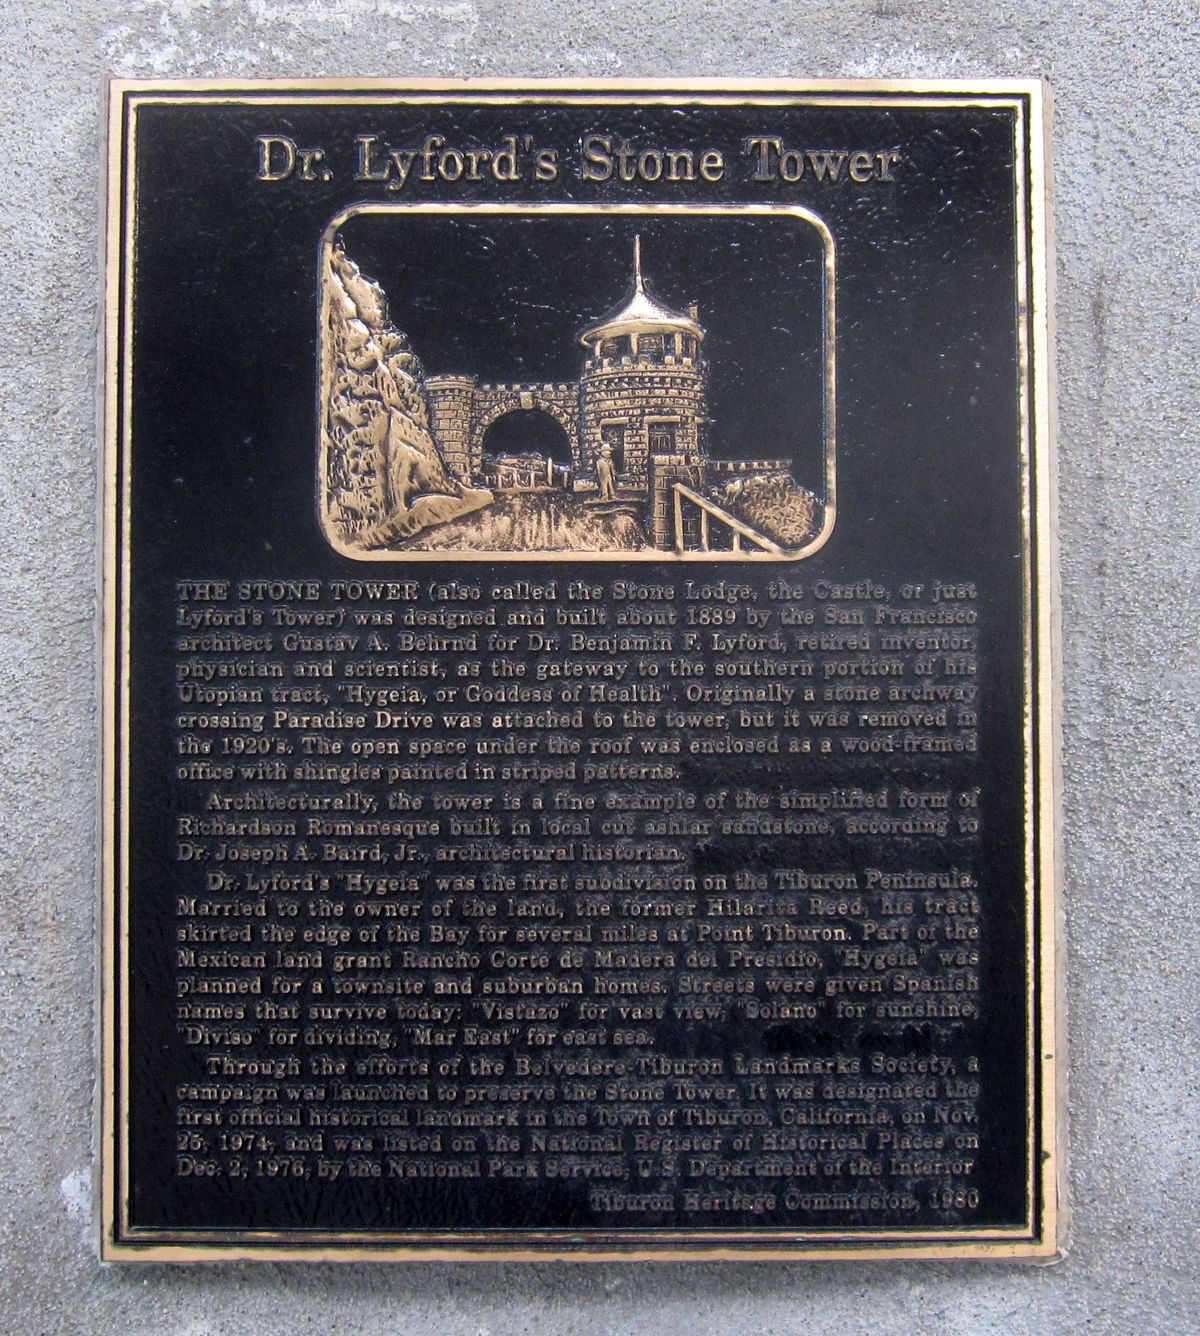 Dr. Lyford's Stone Tower
THE STONE TOWER (also called the Stone Lodge, the Castle, or just
Lyford's Tower) was designed and built about 1889 by the San Francisco
architect Gustav A. Behrnd for Dr. Benjamin F. Lyford, retired inventor,
physician and scientist, as the gateway to the southern portion of his
Utopian tract, "Hygeia, or Goddess of Health". Originally a stone archway
crossing Paradise Drive was attached to the tower, but it was removed in
the 1920's. The open space under the roof was enclosed as a wood-framed
office with shingles painted in striped patterns.
Architecturally, the tower is a fine example of the simplified form of
Richardson Romanesque built in local cut ashlar sandstone, according to
Dr. Joseph A. Baird, Jr., architectural historian.
Dr. Lyford's "Hygeia" was the first subdivision on the Tiburon Peninsula.
Married to the owner of the land, the former Hilarita Reed, his tract
skirted the edge of the Bay for several miles at Point Tiburon. Part of the
Mexican land grant Rancho Corte de Madera del Presidio, "Hygeia" was
planned for a townsite and suburban homes. Streets were given Spanish
names that survive today: "Vistazo" for vast view, "Solano" for sunshine,
"Diviso" for dividing, "Mar East" for east sea.
Through the efforts of the Belvedere-Tiburon Landmarks Society, a
campaign was launched to preserve the Stone Tower. It was designated the
first official historical landmark in the Town of Tiburon, California, on Nov.
25, 1974, and was listed on the National Register of Historical Places on
Dec. 2, 1976, by the National Park Service, U.S. Department of the Interior
Tiburon Heritage Commission, 1980